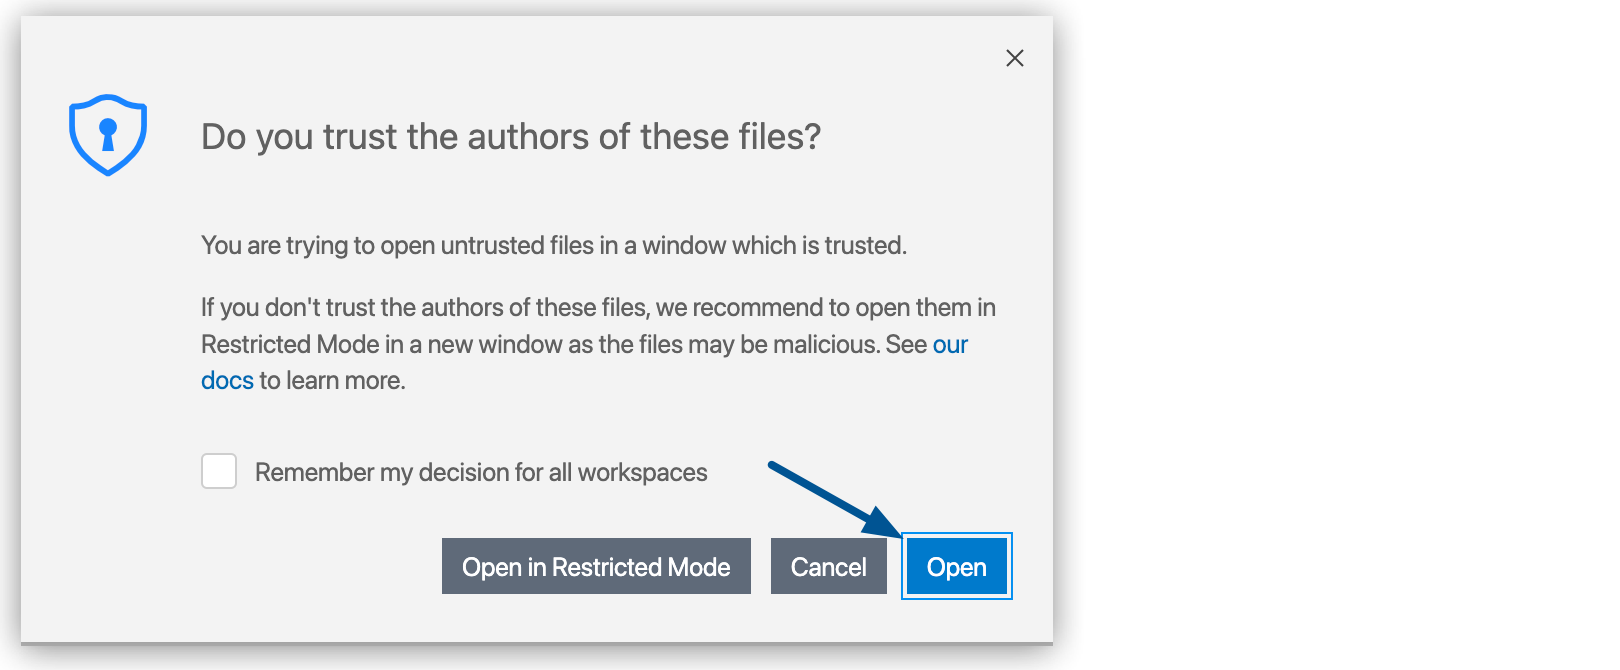 Do you trust the authors of these files?
You are trying to open untrusted files in a window which is trusted.
If you don't trust the authors of these files, we recommend to open them in
Restricted Mode in a new window as the files may be malicious. See our
docs to learn more.
Remember my decision for all workspaces
Open in Restricted Mode
Cancel
Open